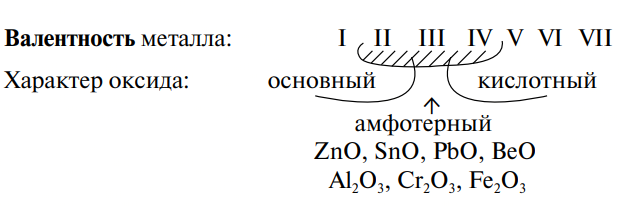 Валентность металла: I II III IV V VI VII
Характер оксида: основный кислотный
амфотерный
ZnO, SnO, PbO, BeO
Al₂O₃, Cr₂O₃, Fe₂O₃